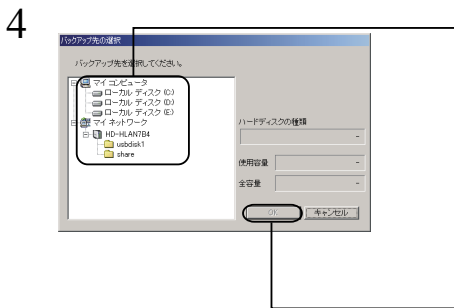 4
バックアップ先の選択
バックアップ先を選択してください。
マイ コンピュータ
ローカル ディスク (C:)
ローカル ディスク (D:)
ローカル ディスク (E:)
マイ ネットワーク
HD-HLAN7B4
usbdisk1
share
ハードディスクの種類
-
使用容量 -
全容量 -
OK キャンセル